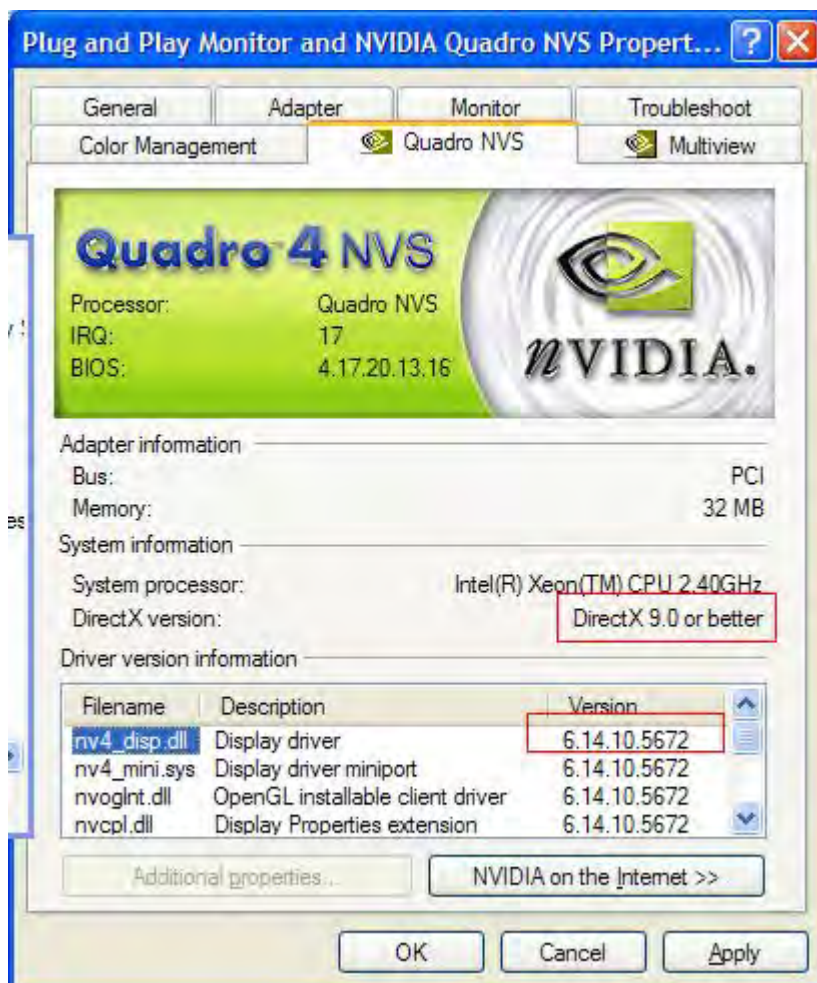 Plug and Play Monitor and NVIDIA Quadro NVS Propert...
General Adapter Monitor Troubleshoot
Color Management Quadro NVS Multiview
Quadro 4 NVS
Processor: Quadro NVS
IRQ: 17
BIOS: 4.17.20.13.16
nVIDIA.
Adapter information
Bus: PCI
Memory: 32 MB
System information
System processor: Intel(R) Xeon(TM) CPU 2.40GHz
DirectX version: DirectX 9.0 or better
Driver version information
Filename Description Version
nv4_disp.dll Display driver 6.14.10.5672
nv4_mini.sys Display driver miniport 6.14.10.5672
nvoglnt.dll OpenGL installable client driver 6.14.10.5672
nvcpl.dll Display Properties extension 6.14.10.5672
Additional properties... NVIDIA on the Internet >>
OK Cancel Apply